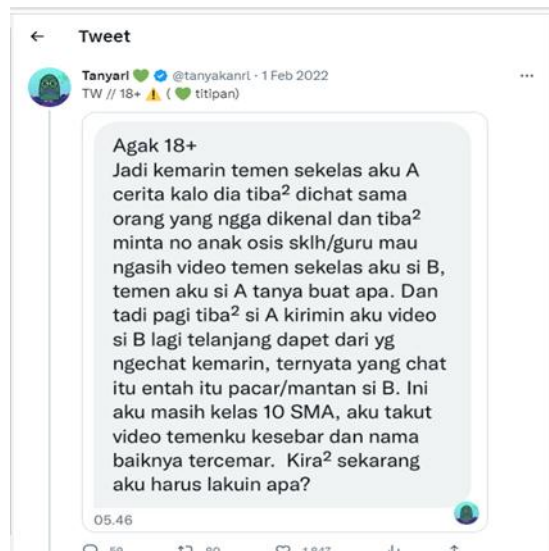 Tweet
Tanyarl @tanyakanrl · 1 Feb 2022
TW // 18+ ( titipan)
Agak 18+
Jadi kemarin temen sekelas aku A
cerita kalo dia tiba² dichat sama
orang yang ngga dikenal dan tiba²
minta no anak osis sklh/guru mau
ngasih video temen sekelas aku si B,
temen aku si A tanya buat apa. Dan
tadi pagi tiba² si A kirimin aku video
si B lagi telanjang dapet dari yg
ngechat kemarin, ternyata yang chat
itu entah itu pacar/mantan si B. Ini
aku masih kelas 10 SMA, aku takut
video temenku kesebar dan nama
baiknya tercemar. Kira² sekarang
aku harus lakuin apa?
05.46